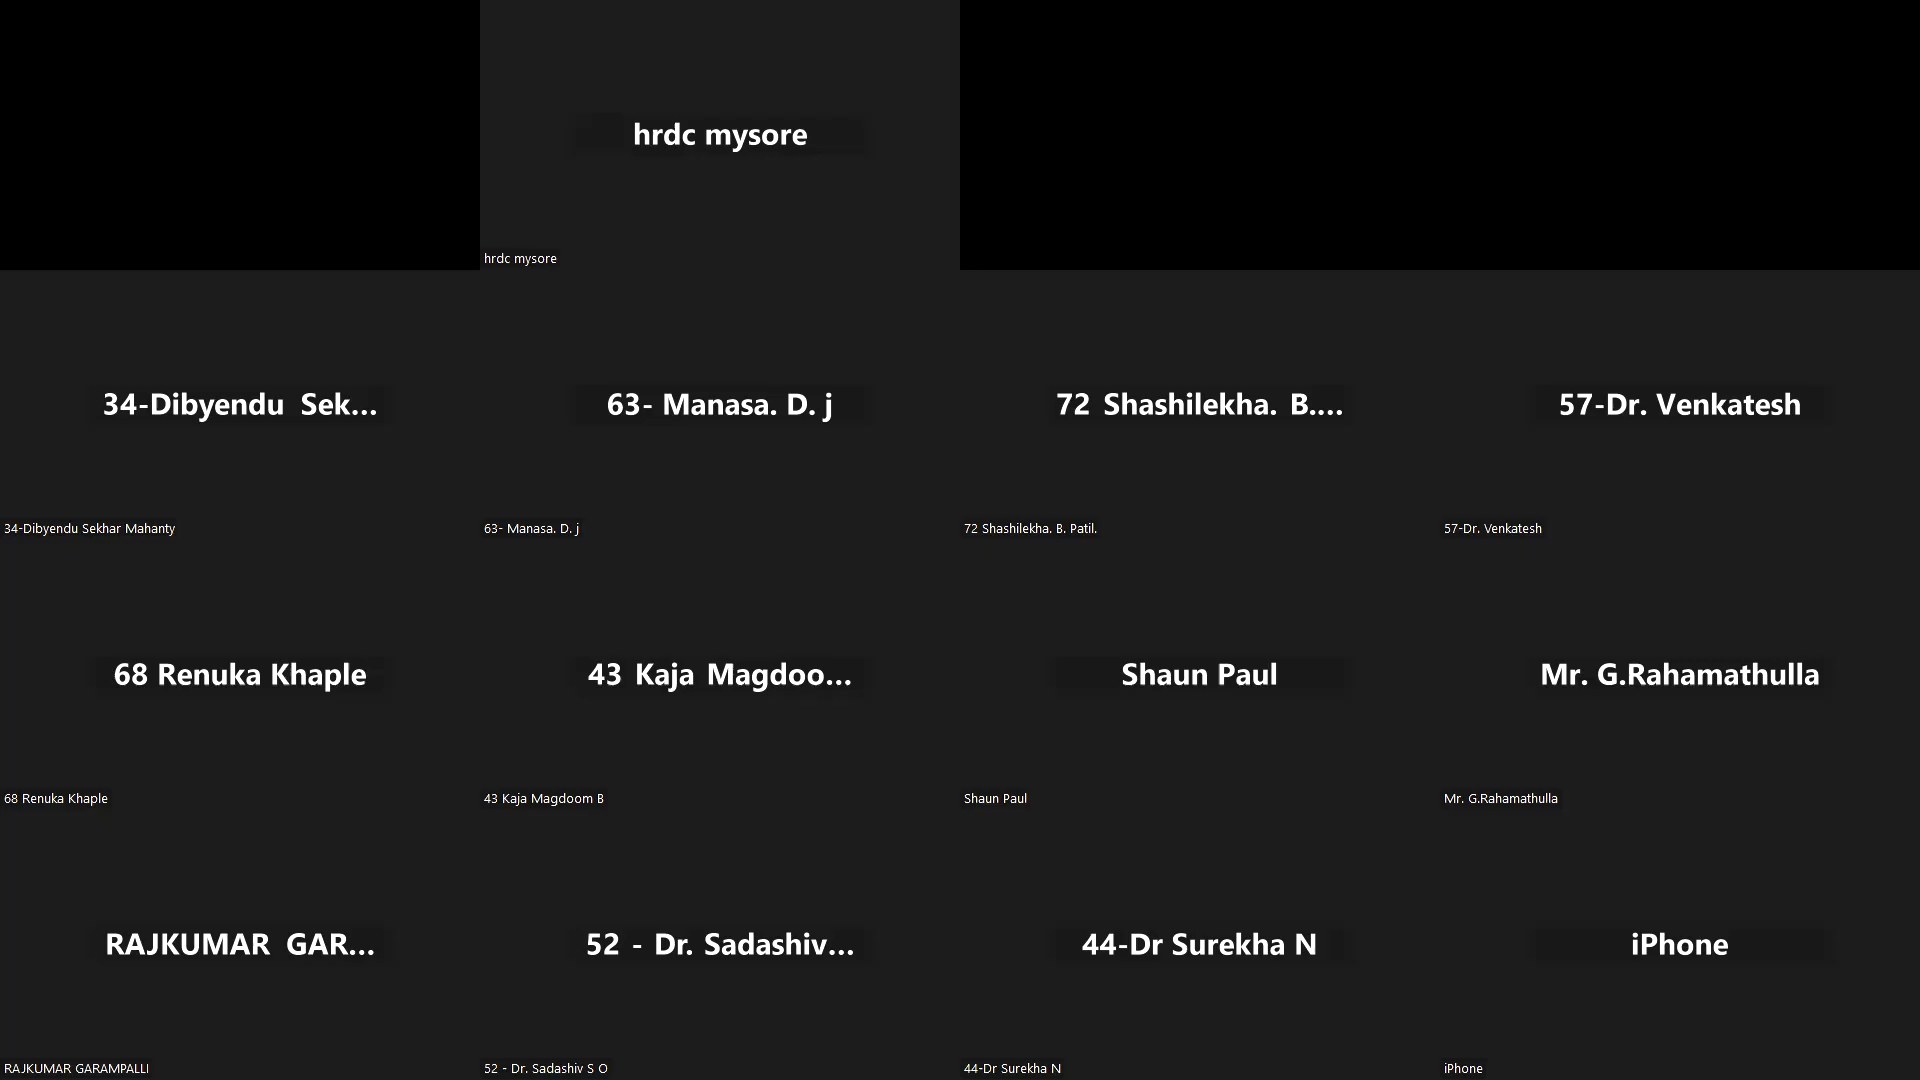 hrdc mysore
hrdc mysore
34-Dibyendu Sek...
63- Manasa. D. j
72 Shashilekha. B....
57-Dr. Venkatesh
34-Dibyendu Sekhar Mahanty
63- Manasa. D. j
72 Shashilekha. B. Patil.
57-Dr. Venkatesh
68 Renuka Khaple
43 Kaja Magdoo...
Shaun Paul
Mr. G.Rahamathulla
68 Renuka Khaple
43 Kaja Magdoom B
Shaun Paul
Mr. G.Rahamathulla
RAJKUMAR GAR...
52 - Dr. Sadashiv...
44-Dr Surekha N
iPhone
RAJKUMAR GARAMPALLI
52 - Dr. Sadashiv S O
44-Dr Surekha N
iPhone